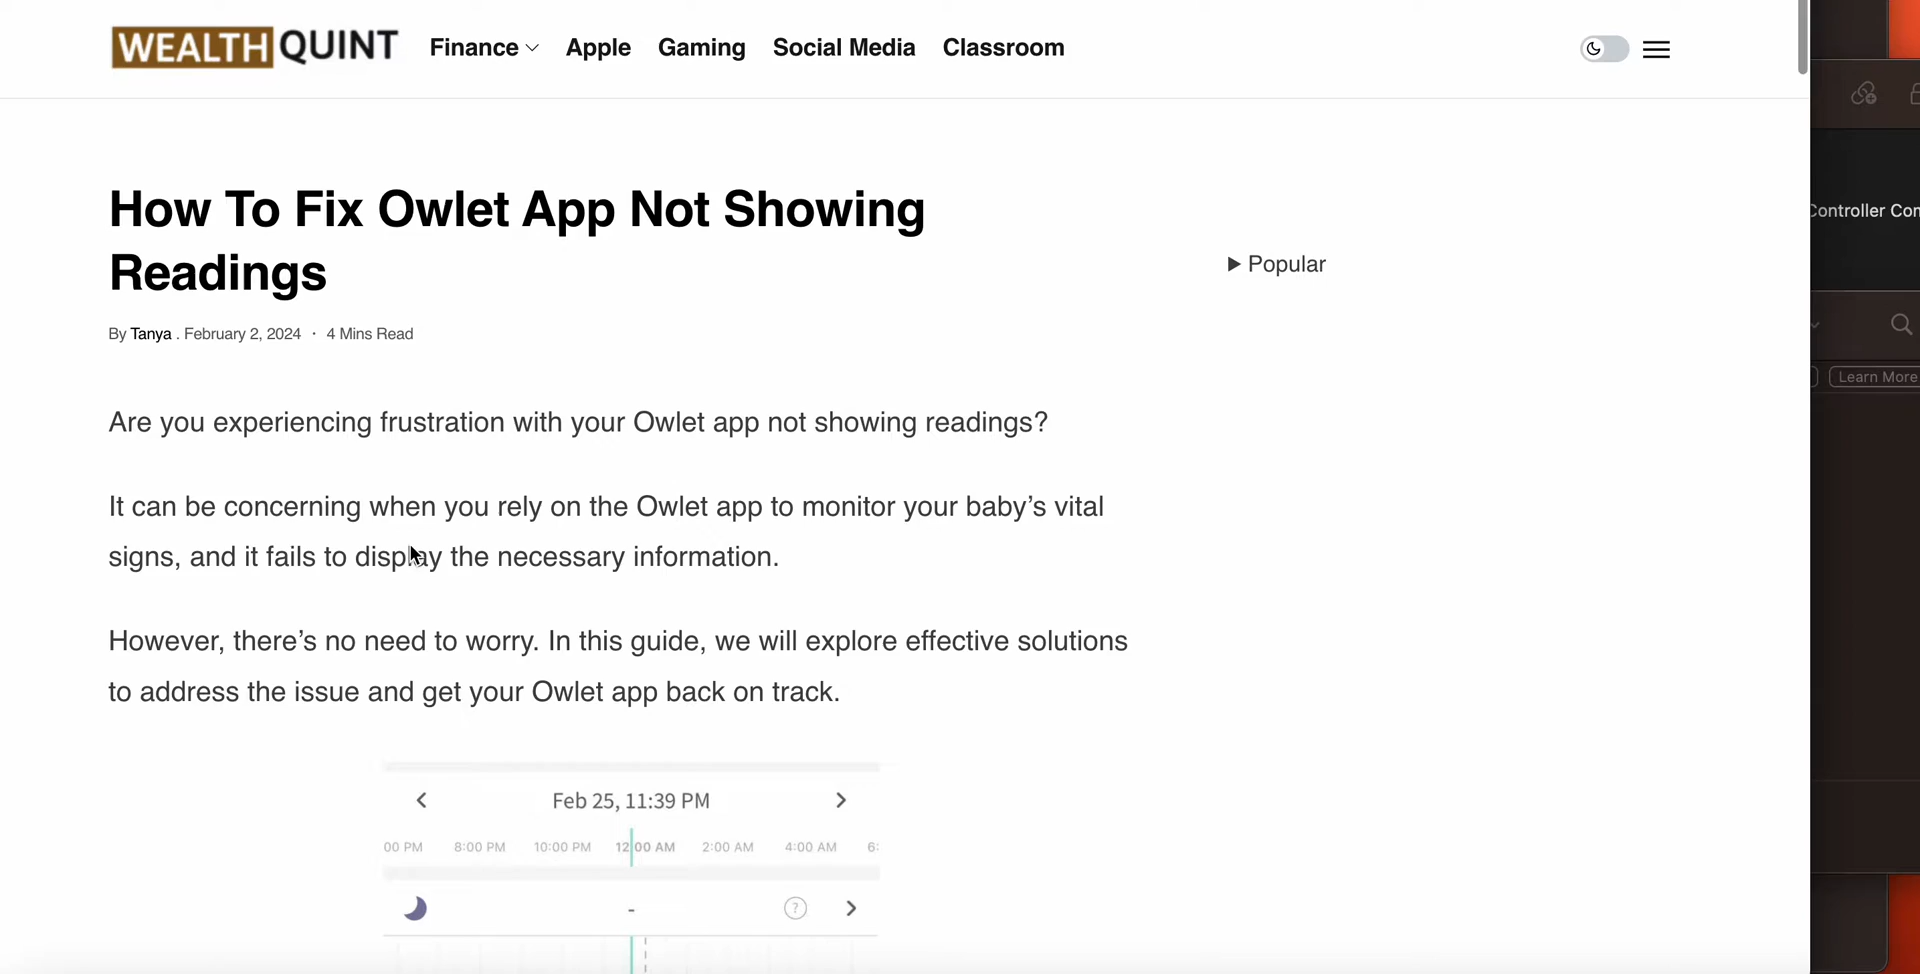 WEALTH QUINT Finance Apple Gaming Social Media Classroom
How To Fix Owlet App Not Showing
Readings
Popular
By Tanya . February 2, 2024 · 4 Mins Read
Are you experiencing frustration with your Owlet app not showing readings?
It can be concerning when you rely on the Owlet app to monitor your baby’s vital
signs, and it fails to display the necessary information.
However, there’s no need to worry. In this guide, we will explore effective solutions
to address the issue and get your Owlet app back on track.
Feb 25, 11:39 PM
00 PM 8:00 PM 10:00 PM 12:00 AM 2:00 AM 4:00 AM 6:
-
?
Controller Con
Learn More